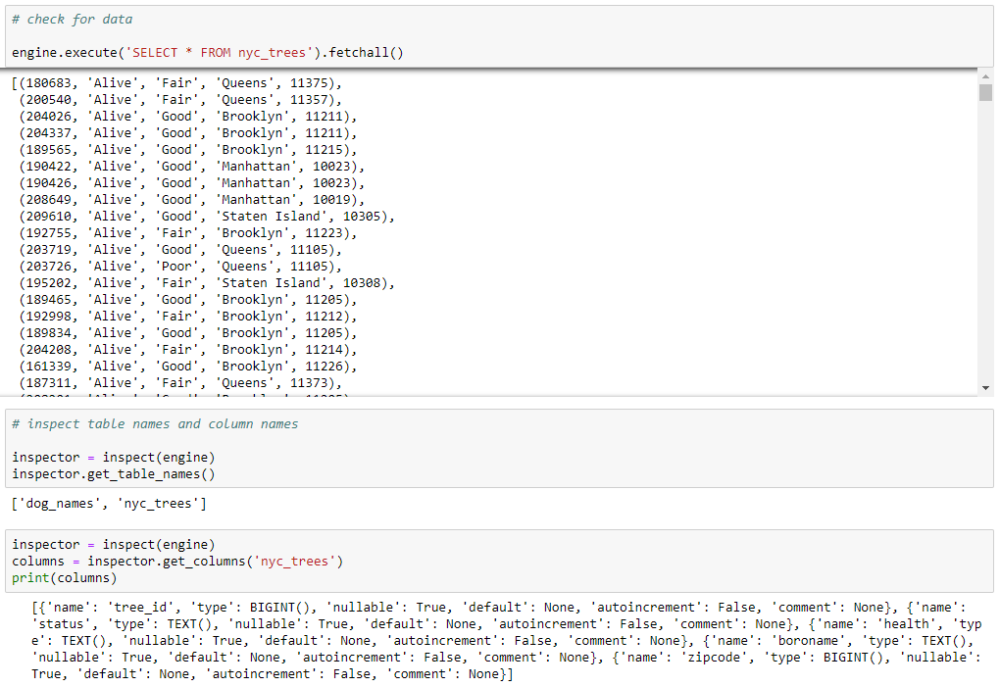 # check for data
engine.execute('SELECT * FROM nyc_trees').fetchall()
[(180683, 'Alive', 'Fair', 'Queens', 11375),
(200540, 'Alive', 'Fair', 'Queens', 11357),
(204026, 'Alive', 'Good', 'Brooklyn', 11211),
(204337, 'Alive', 'Good', 'Brooklyn', 11211),
(189565, 'Alive', 'Good', 'Brooklyn', 11215),
(190422, 'Alive', 'Good', 'Manhattan', 10023),
(190426, 'Alive', 'Good', 'Manhattan', 10023),
(208649, 'Alive', 'Good', 'Manhattan', 10019),
(209610, 'Alive', 'Good', 'Staten Island', 10305),
(192755, 'Alive', 'Fair', 'Brooklyn', 11223),
(203719, 'Alive', 'Good', 'Queens', 11105),
(203726, 'Alive', 'Poor', 'Queens', 11105),
(195202, 'Alive', 'Fair', 'Staten Island', 10308),
(189465, 'Alive', 'Good', 'Brooklyn', 11205),
(192998, 'Alive', 'Fair', 'Brooklyn', 11212),
(189834, 'Alive', 'Good', 'Brooklyn', 11205),
(204208, 'Alive', 'Fair', 'Brooklyn', 11214),
(161339, 'Alive', 'Good', 'Brooklyn', 11226),
(187311, 'Alive', 'Fair', 'Queens', 11373),
# inspect table names and column names
inspector = inspect(engine)
inspector.get_table_names()
['dog_names', 'nyc_trees']
inspector = inspect(engine)
columns = inspector.get_columns('nyc_trees')
print(columns)
[{'name': 'tree_id', 'type': BIGINT(), 'nullable': True, 'default': None, 'autoincrement': False, 'comment': None}, {'name':
'status', 'type': TEXT(), 'nullable': True, 'default': None, 'autoincrement': False, 'comment': None}, {'name': 'health', 'typ
e': TEXT(), 'nullable': True, 'default': None, 'autoincrement': False, 'comment': None}, {'name': 'boroname', 'type': TEXT(),
'nullable': True, 'default': None, 'autoincrement': False, 'comment': None}, {'name': 'zipcode', 'type': BIGINT(), 'nullable':
True, 'default': None, 'autoincrement': False, 'comment': None}]